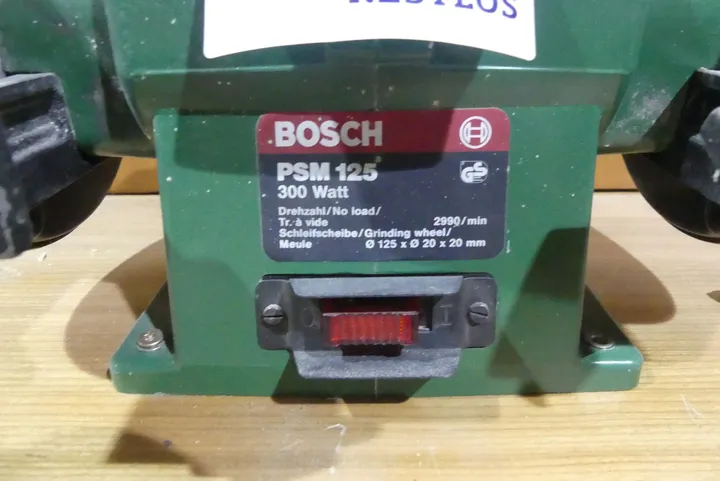 BOSCH
PSM 125
300 Watt
Drehzahl/No load/
Tr. à vide 2990/min
Schleifscheibe/Grinding wheel/
Meule Ø 125 x Ø 20 x 20 mm
I